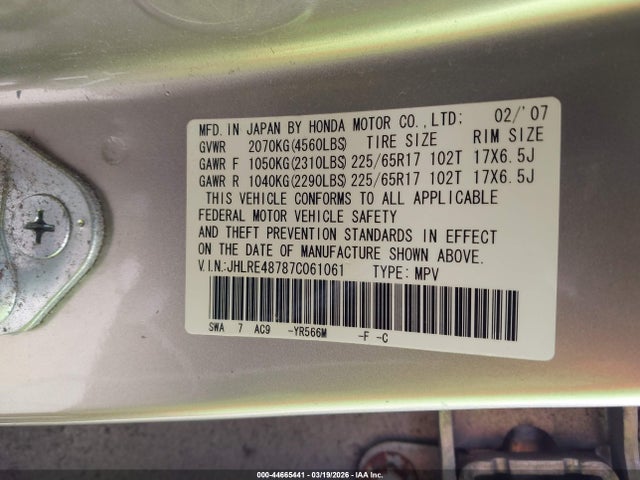 MFD. IN JAPAN BY HONDA MOTOR CO., LTD: 02/'07
GVWR 2070KG(4560LBS) TIRE SIZE RIM SIZE
GAWR F 1050KG(2310LBS) 225/65R17 102T 17X6.5J
GAWR R 1040KG(2290LBS) 225/65R17 102T 17X6.5J
THIS VEHICLE CONFORMS TO ALL APPLICABLE
FEDERAL MOTOR VEHICLE SAFETY
AND THEFT PREVENTION STANDARDS IN EFFECT
ON THE DATE OF MANUFACTURE SHOWN ABOVE.
V.I.N.:JHLRE48787C061061 TYPE: MPV
SWA 7 AC9 -YR566M -F -C
000-44665441 - 03/19/2026 - IAA Inc.